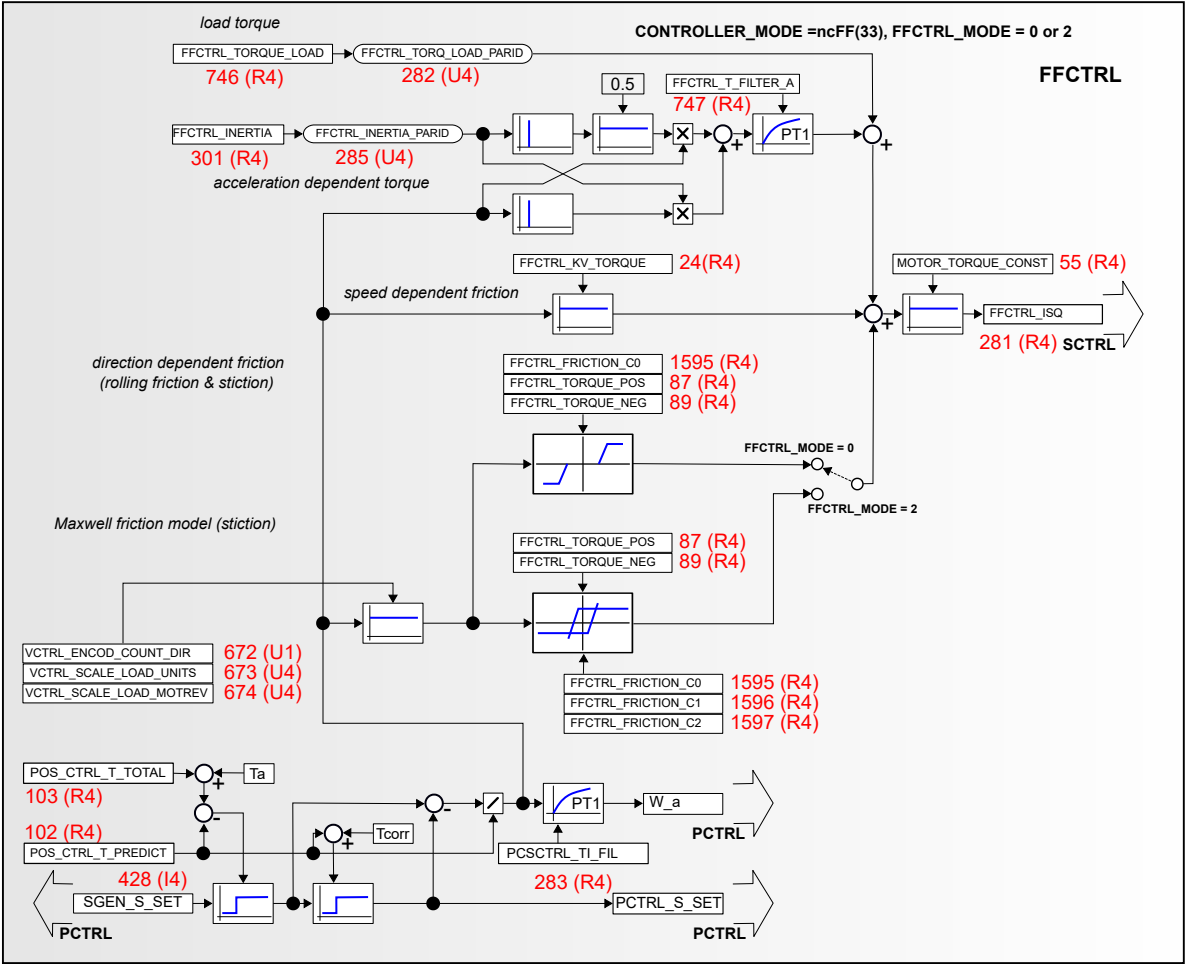 load torque
CONTROLLER_MODE =ncFF(33), FFCTRL_MODE = 0 or 2
FFCTRL_TORQUE_LOAD
FFCTRL_TORQ_LOAD_PARID
FFCTRL
746 (R4)
282 (U4)
0.5
FFCTRL_T_FILTER_A
747 (R4)
FFCTRL_INERTIA
FFCTRL_INERTIA_PARID
X
+
PT1
+
301 (R4)
285 (U4)
acceleration dependent torque
X
FFCTRL_KV_TORQUE
24(R4)
MOTOR_TORQUE_CONST
55 (R4)
speed dependent friction
+
FFCTRL_ISQ
281 (R4)
SCTRL
direction dependent friction
(rolling friction & stiction)
FFCTRL_FRICTION_C0
1595 (R4)
FFCTRL_TORQUE_POS
87 (R4)
FFCTRL_TORQUE_NEG
89 (R4)
FFCTRL_MODE = 0
FFCTRL_MODE = 2
Maxwell friction model (stiction)
FFCTRL_TORQUE_POS
87 (R4)
FFCTRL_TORQUE_NEG
89 (R4)
VCTRL_ENCOD_COUNT_DIR
672 (U1)
VCTRL_SCALE_LOAD_UNITS
673 (U4)
VCTRL_SCALE_LOAD_MOTREV
674 (U4)
FFCTRL_FRICTION_C0
1595 (R4)
FFCTRL_FRICTION_C1
1596 (R4)
FFCTRL_FRICTION_C2
1597 (R4)
POS_CTRL_T_TOTAL
+
Ta
103 (R4)
-
-
/
PT1
W_a
PCTRL
102 (R4)
+
Tcorr
POS_CTRL_T_PREDICT
PCSCTRL_TI_FIL
428 (I4)
283 (R4)
SGEN_S_SET
PCTRL_S_SET
PCTRL
PCTRL